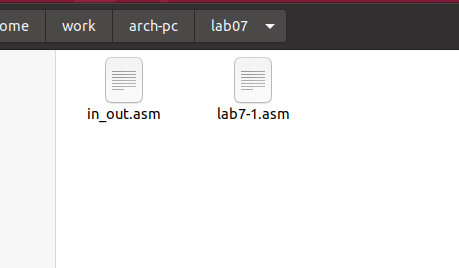 ome work arch-pc lab07
in_out.asm lab7-1.asm